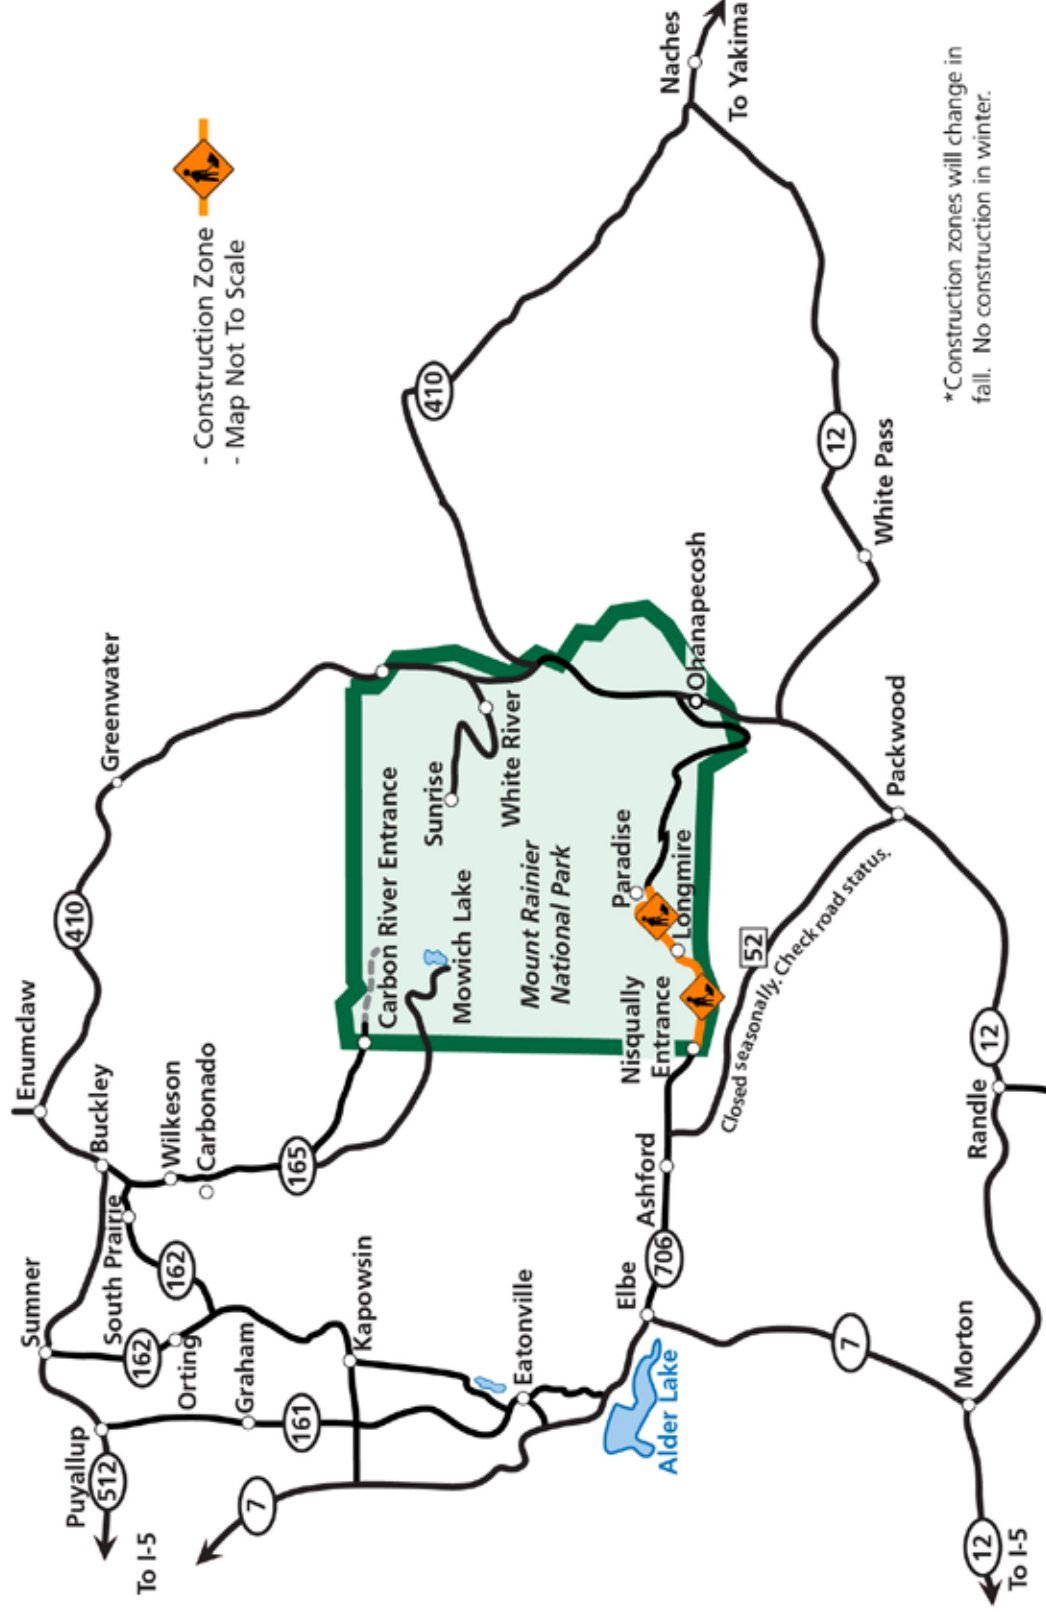 - Construction Zone
- Map Not To Scale
Enumclaw
410
Greenwater
Buckley
Sumner
South Prairie
Wilkeson
Carbonado
162
162
165
Orting
Puyallup
512
To I-5
Graham
161
Kapowsin
7
Eatonville
Alder Lake
Elbe
706
Ashford
Carbon River Entrance
Mowich Lake
Sunrise
White River
Mount Rainier
National Park
Paradise
Longmire
Nisqually
Entrance
Ohanapecosh
410
Naches
To Yakima
12
White Pass
Packwood
52
Closed seasonally. Check road status.
12
Randle
7
Morton
12
To I-5
*Construction zones will change in
fall. No construction in winter.